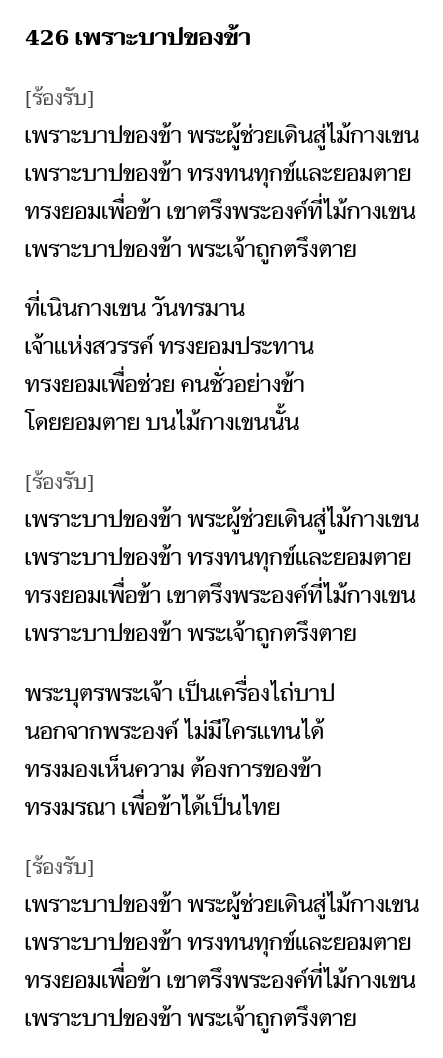 426 เพราะบาปของข้า
[ร้องรับ]
เพราะบาปของข้า พระผู้ช่วยเดินสู่ไม้กางเขน
เพราะบาปของข้า ทรงทนทุกข์และยอมตาย
ทรงยอมเพื่อข้า เขาตรึงพระองค์ที่ไม้กางเขน
เพราะบาปของข้า พระเจ้าถูกตรึงตาย
ที่เนินกางเขน วันทรมาน
เจ้าแห่งสวรรค์ ทรงยอมประทาน
ทรงยอมเพื่อช่วย คนชั่วอย่างข้า
โดยยอมตาย บนไม้กางเขนนั้น
[ร้องรับ]
เพราะบาปของข้า พระผู้ช่วยเดินสู่ไม้กางเขน
เพราะบาปของข้า ทรงทนทุกข์และยอมตาย
ทรงยอมเพื่อข้า เขาตรึงพระองค์ที่ไม้กางเขน
เพราะบาปของข้า พระเจ้าถูกตรึงตาย
พระบุตรพระเจ้า เป็นเครื่องไถ่บาป
นอกจากพระองค์ ไม่มีใครแทนได้
ทรงมองเห็นความ ต้องการของข้า
ทรงมรณา เพื่อข้าได้เป็นไทย
[ร้องรับ]
เพราะบาปของข้า พระผู้ช่วยเดินสู่ไม้กางเขน
เพราะบาปของข้า ทรงทนทุกข์และยอมตาย
ทรงยอมเพื่อข้า เขาตรึงพระองค์ที่ไม้กางเขน
เพราะบาปของข้า พระเจ้าถูกตรึงตาย